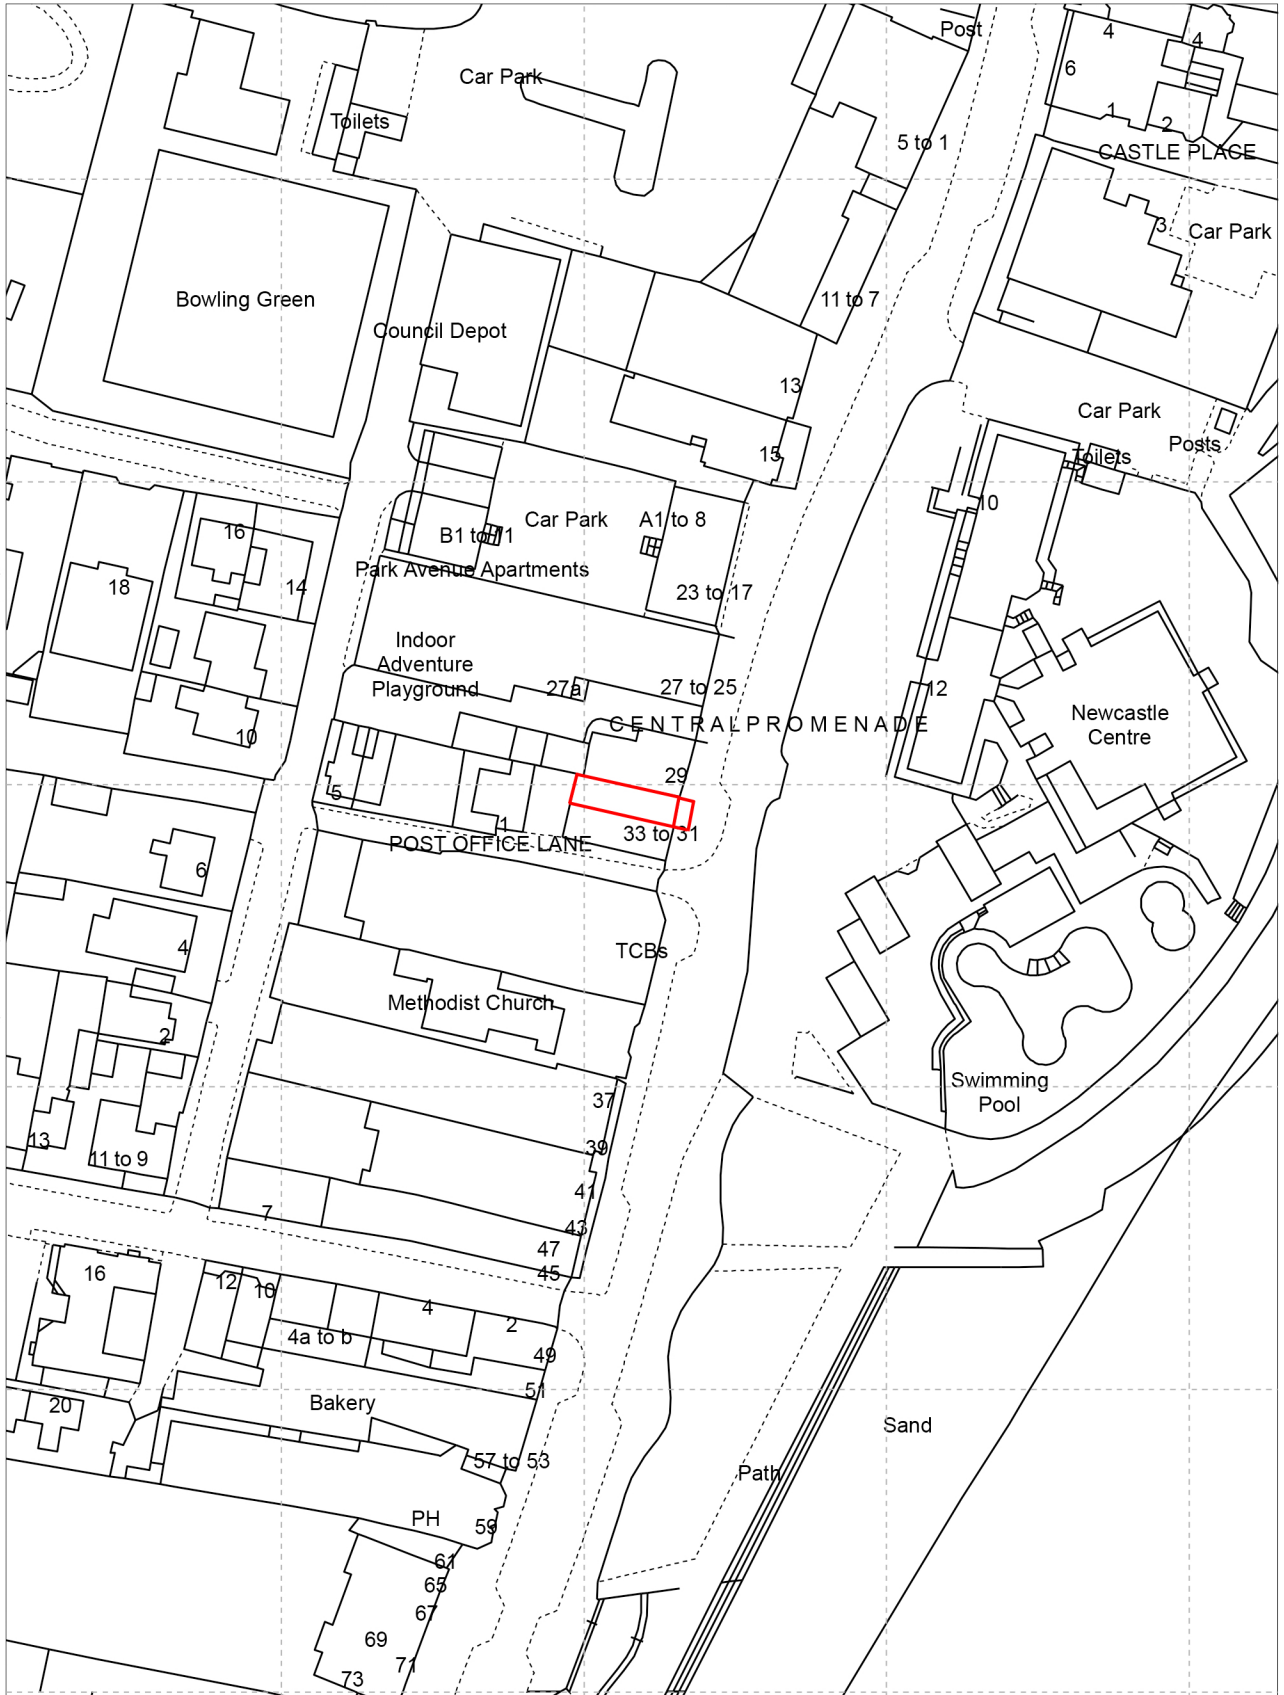 Post
4
4
Car Park
6
Toilets
1
2
5 to 1
CASTLE PLACE
3
Car Park
Bowling Green
11 to 7
Council Depot
13
Car Park
Posts
15
Toilets
10
Car Park
A1 to 8
16
B1 to 11
Park Avenue Apartments
18
14
23 to 17
Indoor
Adventure
Playground
27a
27 to 25
12
CENTRAL PROMENADE
Newcastle
Centre
10
29
5
1
33 to 31
POST OFFICE LANE
6
4
TCBs
Methodist Church
2
Swimming
Pool
37
13
39
11 to 9
41
7
43
47
45
16
12
10
4
2
4a to b
49
51
20
Bakery
Sand
57 to 53
Path
PH
59
61
65
67
69
71
73